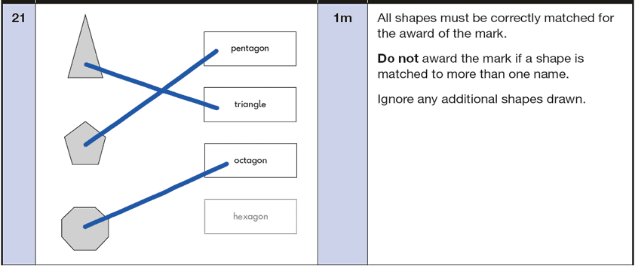 21
pentagon
triangle
octagon
hexagon
1m
All shapes must be correctly matched for
the award of the mark.
Do not award the mark if a shape is
matched to more than one name.
Ignore any additional shapes drawn.